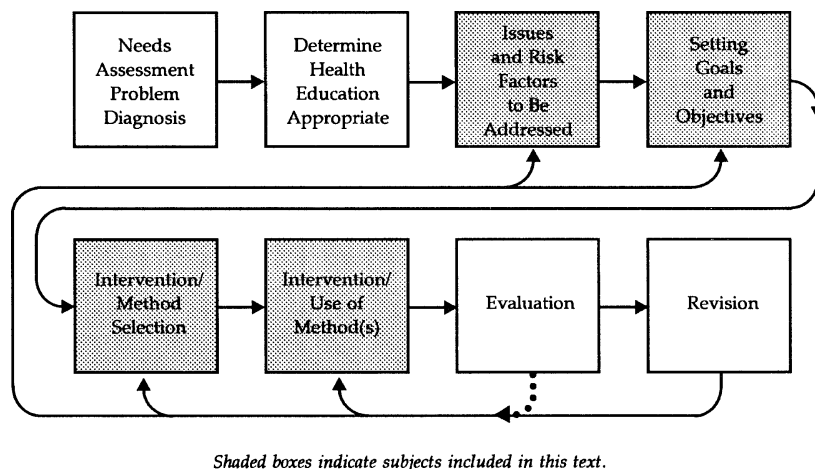 Needs
Assessment
Problem
Diagnosis
Determine
Health
Education
Appropriate
Issues
and Risk
Factors
to Be
Addressed
Setting
Goals
and
Objectives
Intervention/
Method
Selection
Intervention/
Use of
Method(s)
Evaluation
Revision
Shaded boxes indicate subjects included in this text.